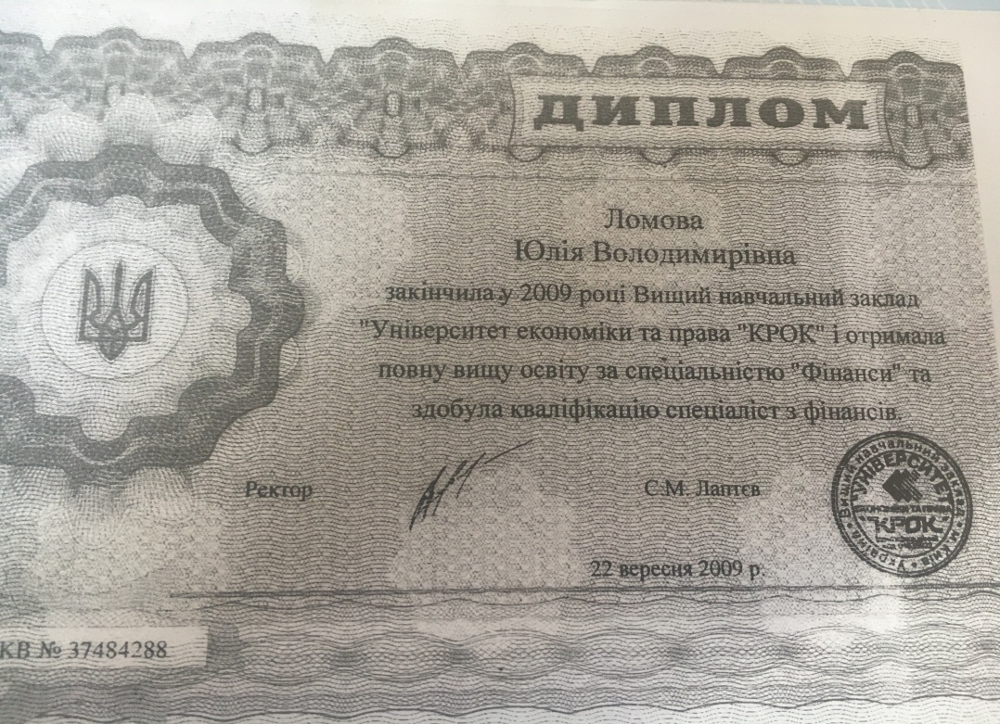 ДИПЛОМ
Ломова
Юлія Володимирівна
закінчила у 2009 році Вищий навчальний заклад
"Університет економіки та права "КРОК" і отримала
повну вищу освіту за спеціальністю "Фінанси" та
здобула кваліфікацію спеціаліст з фінансів.
Ректор
С.М. Лаптєв
Україна * Вищий навчальний заклад * м. Київ
"УНІВЕРСИТЕТ
ЕКОНОМІКИ ТА ПРАВА
"КРОК"
22 вересня 2009 р.
КВ № 37484288